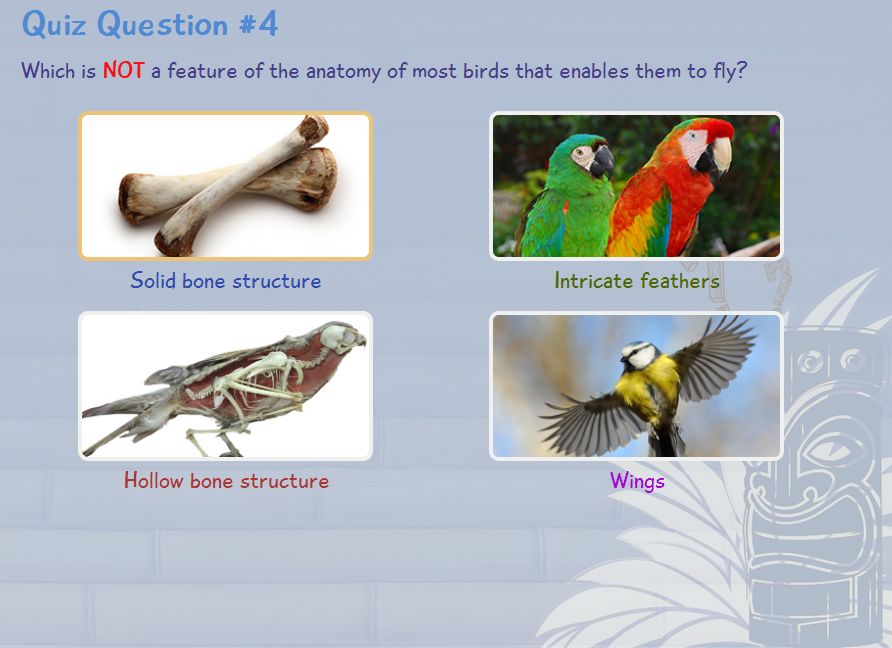 Quiz Question #4
Which is NOT a feature of the anatomy of most birds that enables them to fly?
Solid bone structure
Intricate feathers
Hollow bone structure
Wings